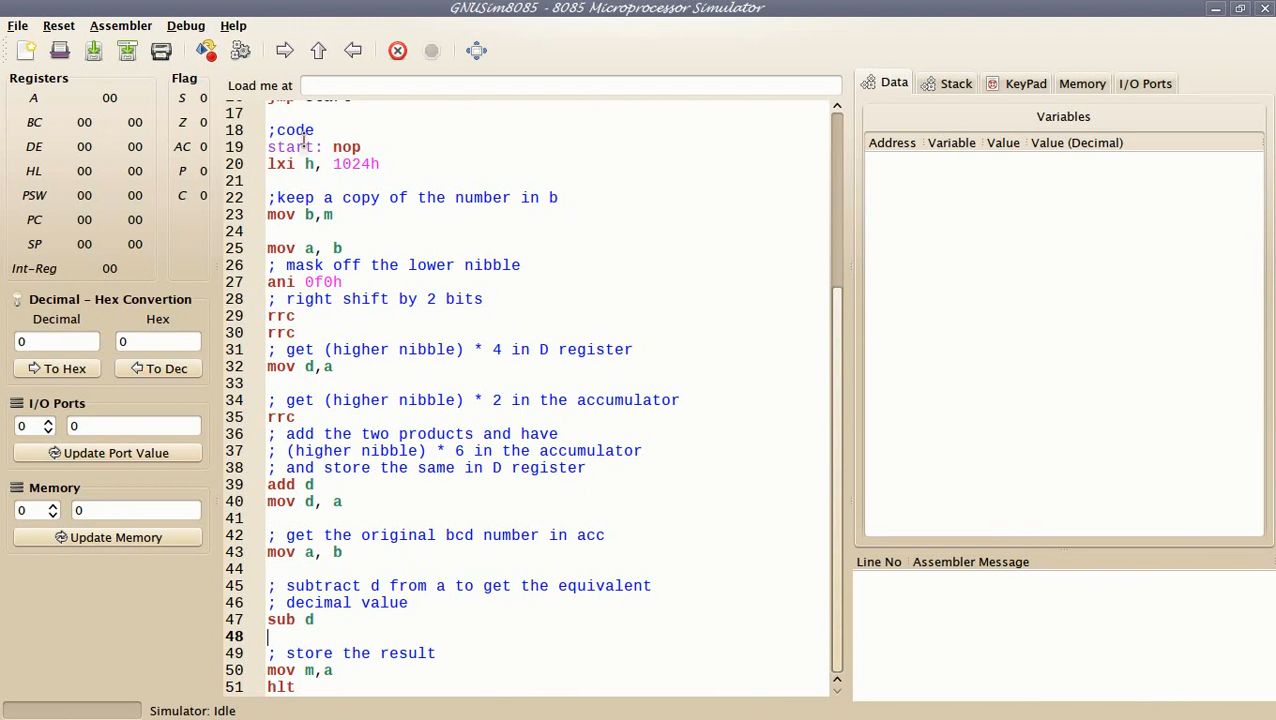 GNUSim8085 - 8085 Microprocessor Simulator
File Reset Assembler Debug Help
Registers
A 00
BC 00 00
DE 00 00
HL 00 00
PSW 00 00
PC 00 00
SP 00 00
Int-Reg 00
Flag
S 0
Z 0
AC 0
P 0
C 0
Decimal - Hex Convertion
Decimal Hex
0 0
To Hex To Dec
I/O Ports
0 0
Update Port Value
Memory
0 0
Update Memory
Load me at
jmp start
17
18 ;code
19 start: nop
20 lxi h, 1024h
21
22 ;keep a copy of the number in b
23 mov b,m
24
25 mov a, b
26 ; mask off the lower nibble
27 ani 0f0h
28 ; right shift by 2 bits
29 rrc
30 rrc
31 ; get (higher nibble) * 4 in D register
32 mov d,a
33
34 ; get (higher nibble) * 2 in the accumulator
35 rrc
36 ; add the two products and have
37 ; (higher nibble) * 6 in the accumulator
38 ; and store the same in D register
39 add d
40 mov d, a
41
42 ; get the original bcd number in acc
43 mov a, b
44
45 ; subtract d from a to get the equivalent
46 ; decimal value
47 sub d
48
49 ; store the result
50 mov m,a
51 hlt
Data Stack KeyPad Memory I/O Ports
Variables
Address Variable Value Value (Decimal)
Line No Assembler Message
Simulator: Idle